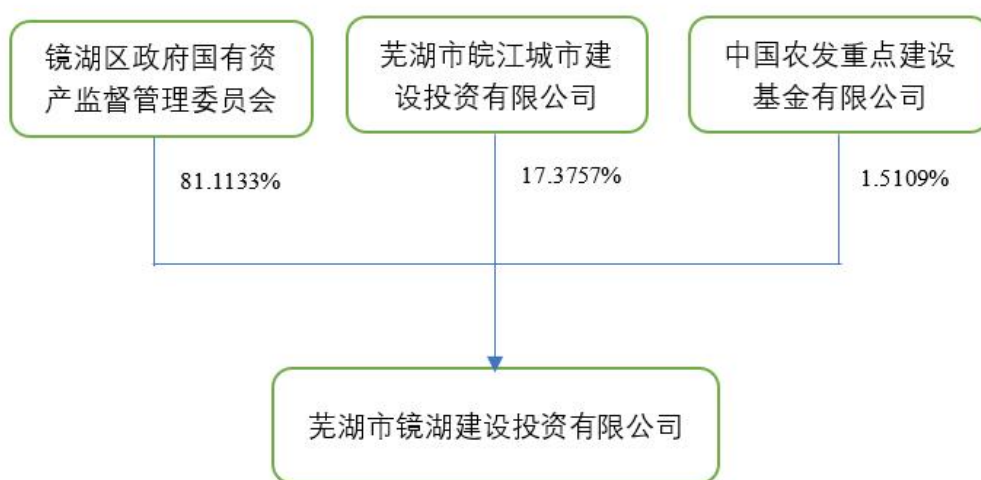 镜湖区政府国有资
产监督管理委员会
芜湖市皖江城市建
设投资有限公司
中国农发重点建设
基金有限公司
81.1133%
17.3757%
1.5109%
芜湖市镜湖建设投资有限公司